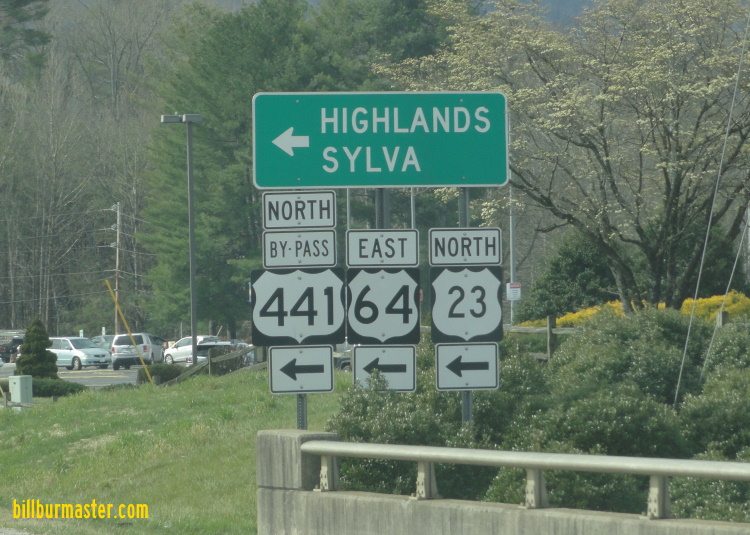 HIGHLANDS
SYLVA
NORTH
BY-PASS
441
EAST
64
NORTH
23
billburmaster.com